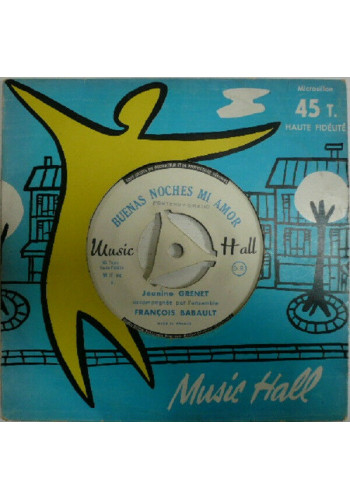 Microsillon
45 T.
HAUTE FIDÉLITÉ
BUENAS NOCHES MI AMOR
Music Hall
Jeanine GRENET
accompagnée par l'ensemble
FRANÇOIS BABAULT
Music Hall